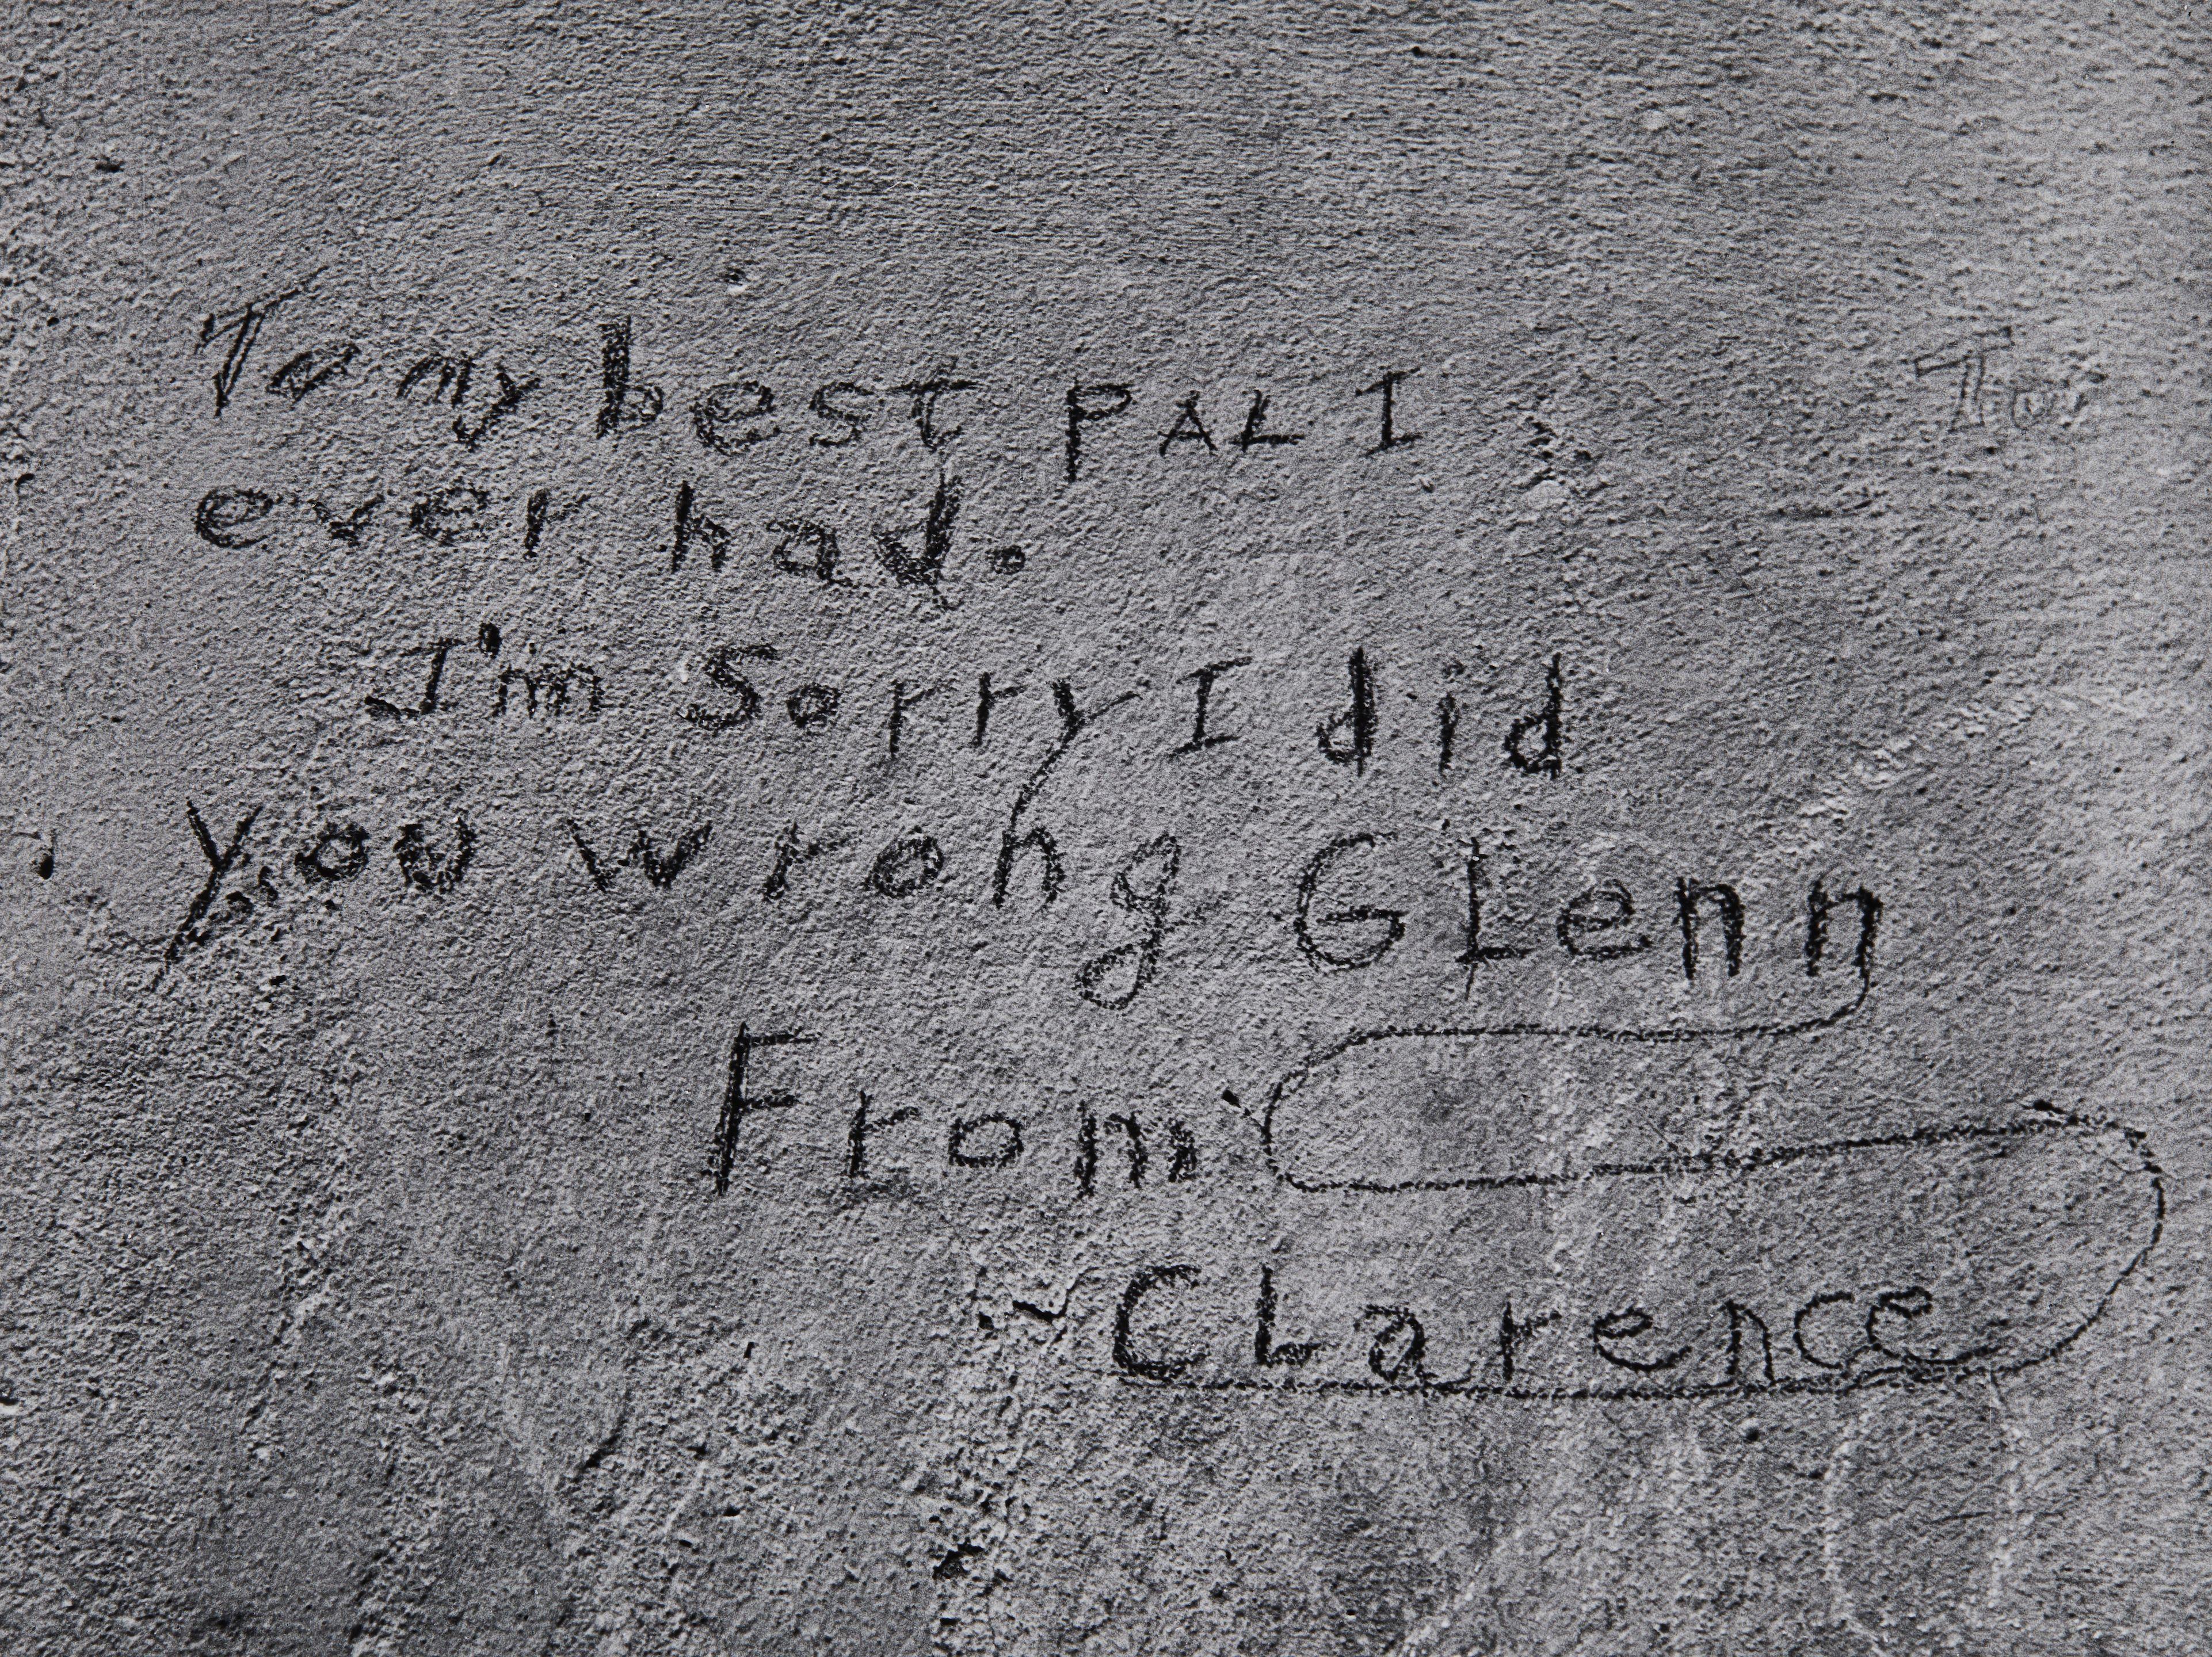 To my best PAL I
ever had.
I'm Sorry I did
you wrong GLenn
From
CLarence